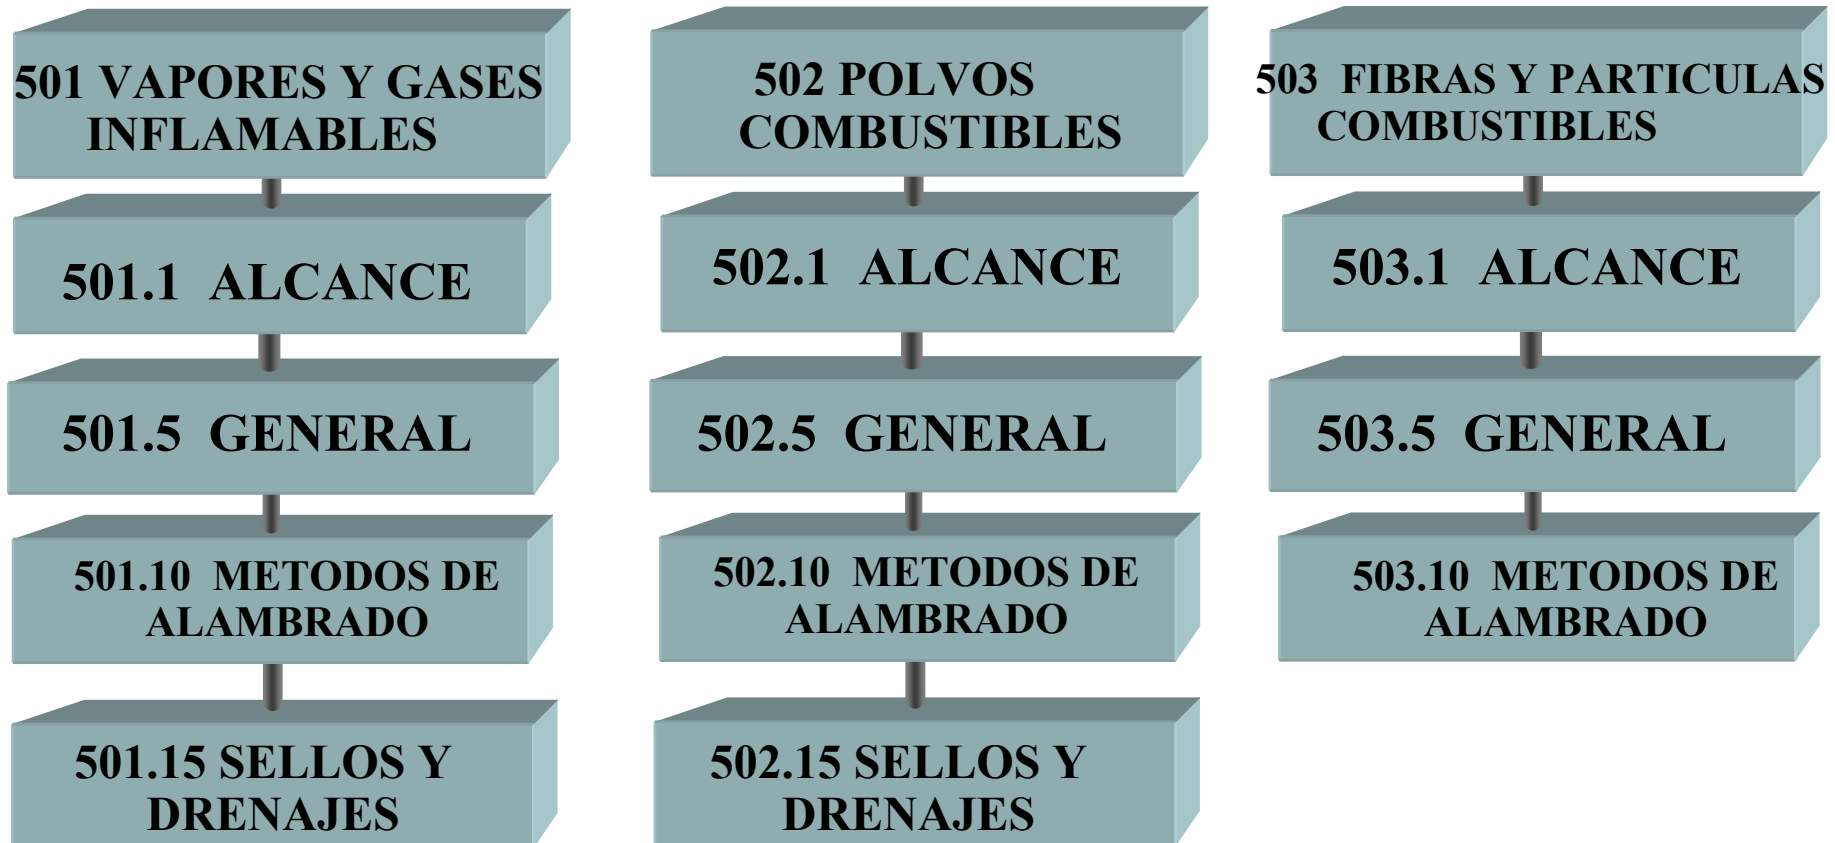 501 VAPORES Y GASES
INFLAMABLES
501.1 ALCANCE
501.5 GENERAL
501.10 METODOS DE
ALAMBRADO
501.15 SELLOS Y
DRENAJES
502 POLVOS
COMBUSTIBLES
502.1 ALCANCE
502.5 GENERAL
502.10 METODOS DE
ALAMBRADO
502.15 SELLOS Y
DRENAJES
503 FIBRAS Y PARTICULAS
COMBUSTIBLES
503.1 ALCANCE
503.5 GENERAL
503.10 METODOS DE
ALAMBRADO